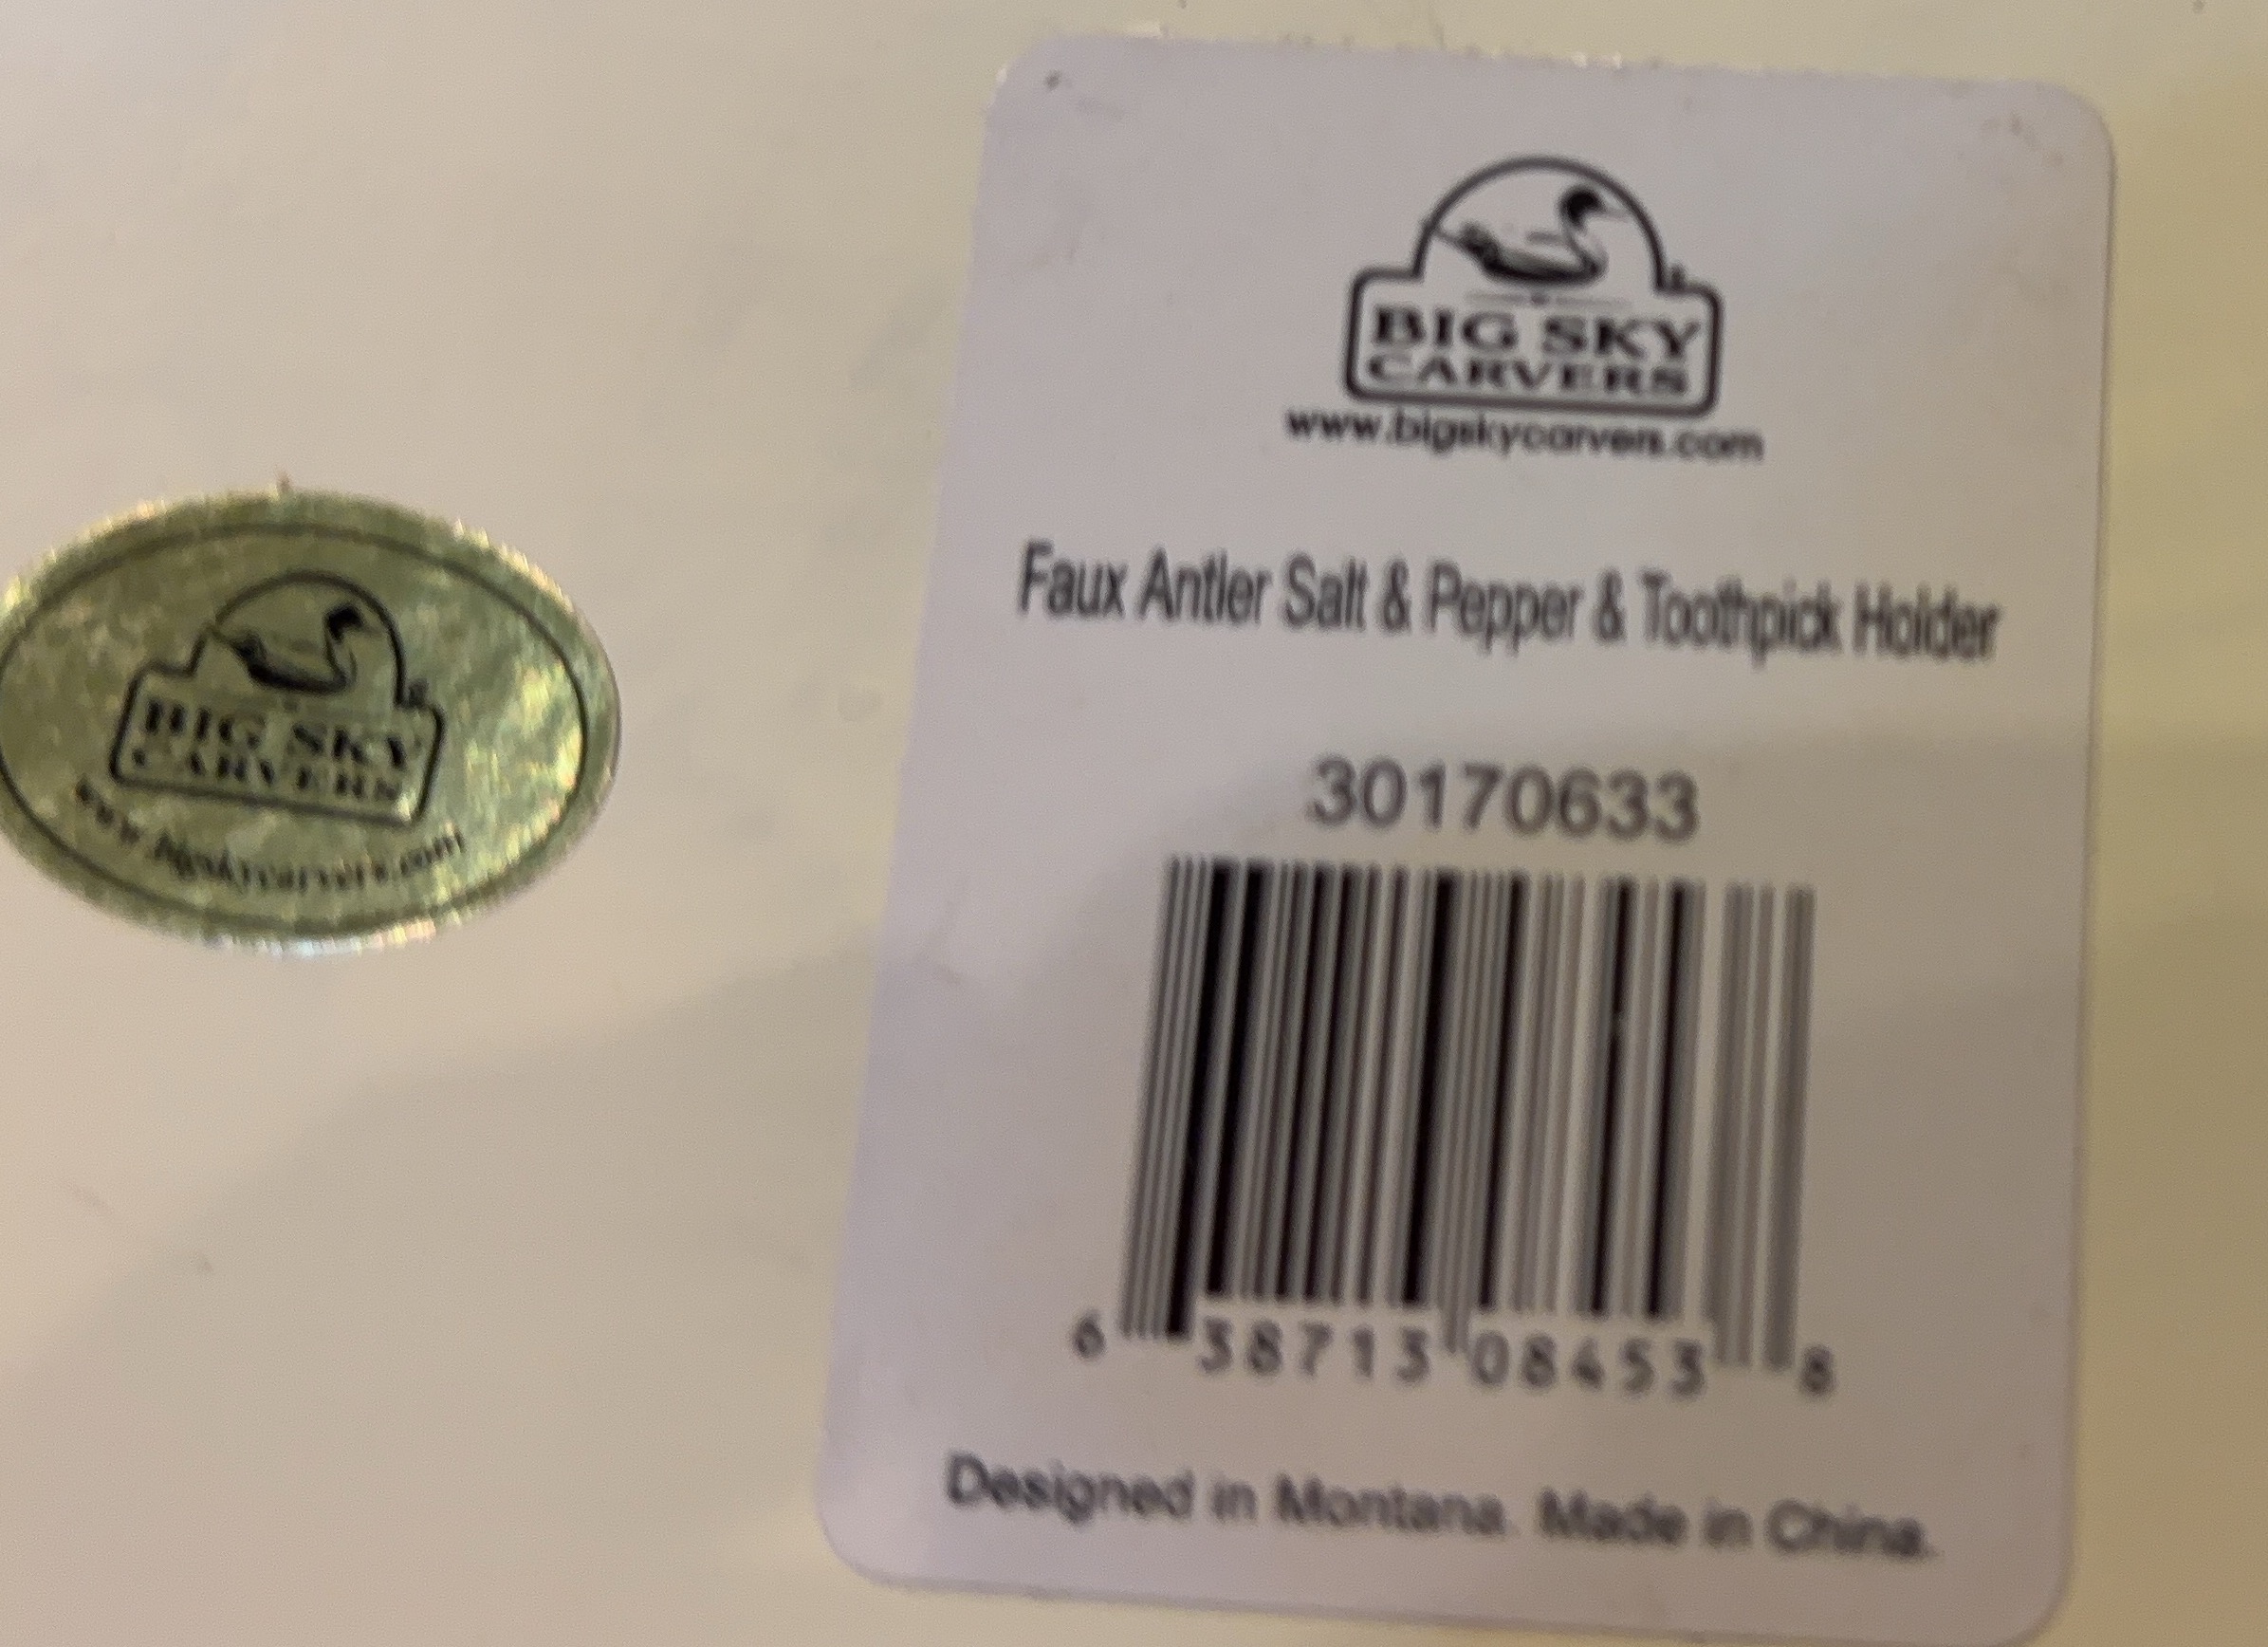 BIG SKY
CARVERS
www.bigskycarvers.com
BIG SKY
CARVERS
www.bigskycarvers.com
Faux Antler Salt & Pepper & Toothpick Holder
30170633
6 38713 08453 8
Designed in Montana. Made in China.